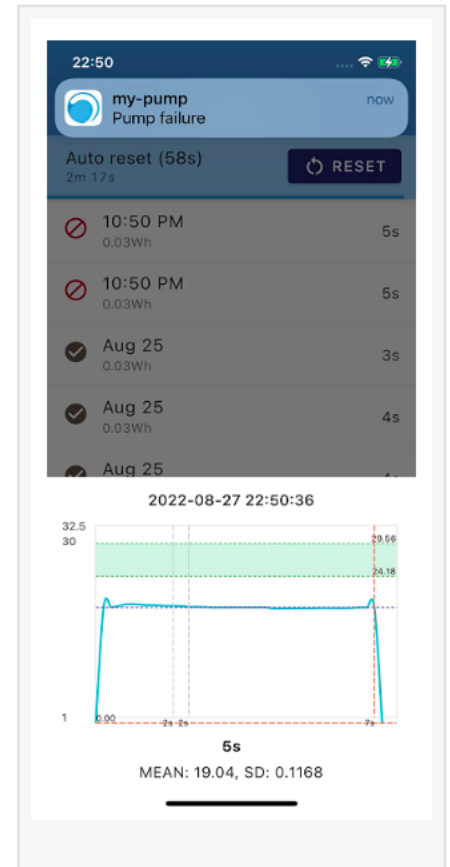 22:50
my-pump
now
Pump failure
Auto reset (58s)
2m 17s
RESET
10:50 PM
0.03Wh
5s
10:50 PM
0.03Wh
5s
Aug 25
0.03Wh
3s
Aug 25
0.03Wh
4s
Aug 25
2022-08-27 22:50:36
32.5
30
29.56
24.18
1
0.00
2s 2s
7s
5s
MEAN: 19.04, SD: 0.1168